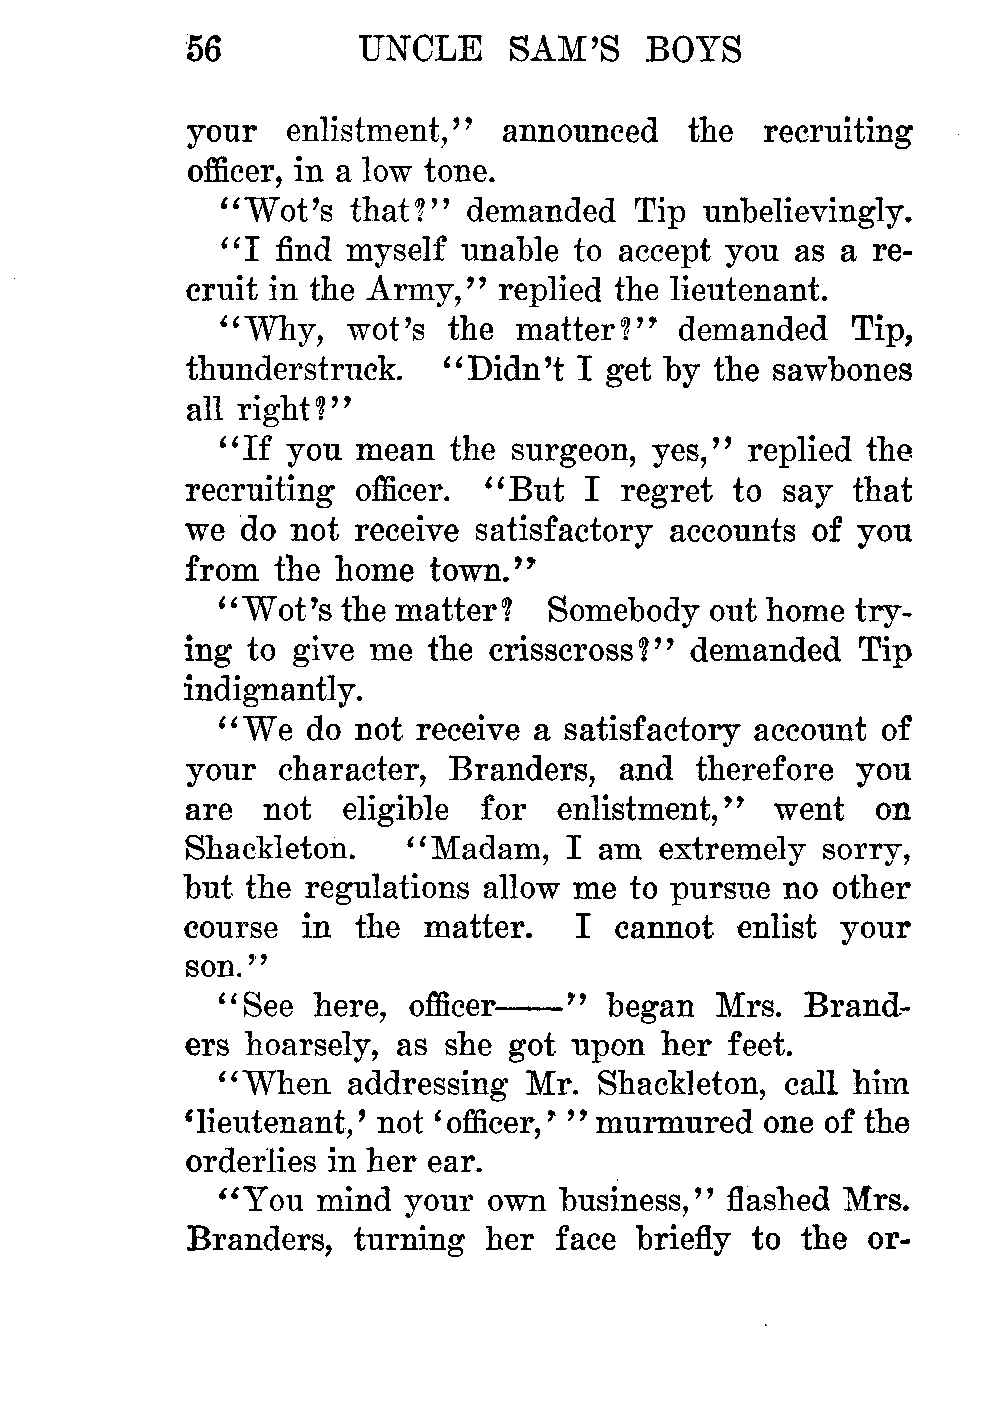 56 UNCLE SAM'S BOYS
your enlistment," announced the recruiting
officer, in a low tone.
"Wot's that?" demanded Tip unbelievingly.
"I find myself unable to accept you as a re-
cruit in the Army," replied the lieutenant.
"Why, wot's the matter?" demanded Tip,
thunderstruck. "Didn't I get by the sawbones
all right?"
"If you mean the surgeon, yes," replied the
recruiting officer. "But I regret to say that
we do not receive satisfactory accounts of you
from the home town."
"Wot's the matter? Somebody out home try-
ing to give me the crisscross?" demanded Tip
indignantly.
"We do not receive a satisfactory account of
your character, Branders, and therefore you
are not eligible for enlistment," went on
Shackleton. "Madam, I am extremely sorry,
but the regulations allow me to pursue no other
course in the matter. I cannot enlist your
son."
"See here, officer——" began Mrs. Brand-
ers hoarsely, as she got upon her feet.
"When addressing Mr. Shackleton, call him
'lieutenant,' not 'officer,' " murmured one of the
orderlies in her ear.
"You mind your own business," flashed Mrs.
Branders, turning her face briefly to the or-